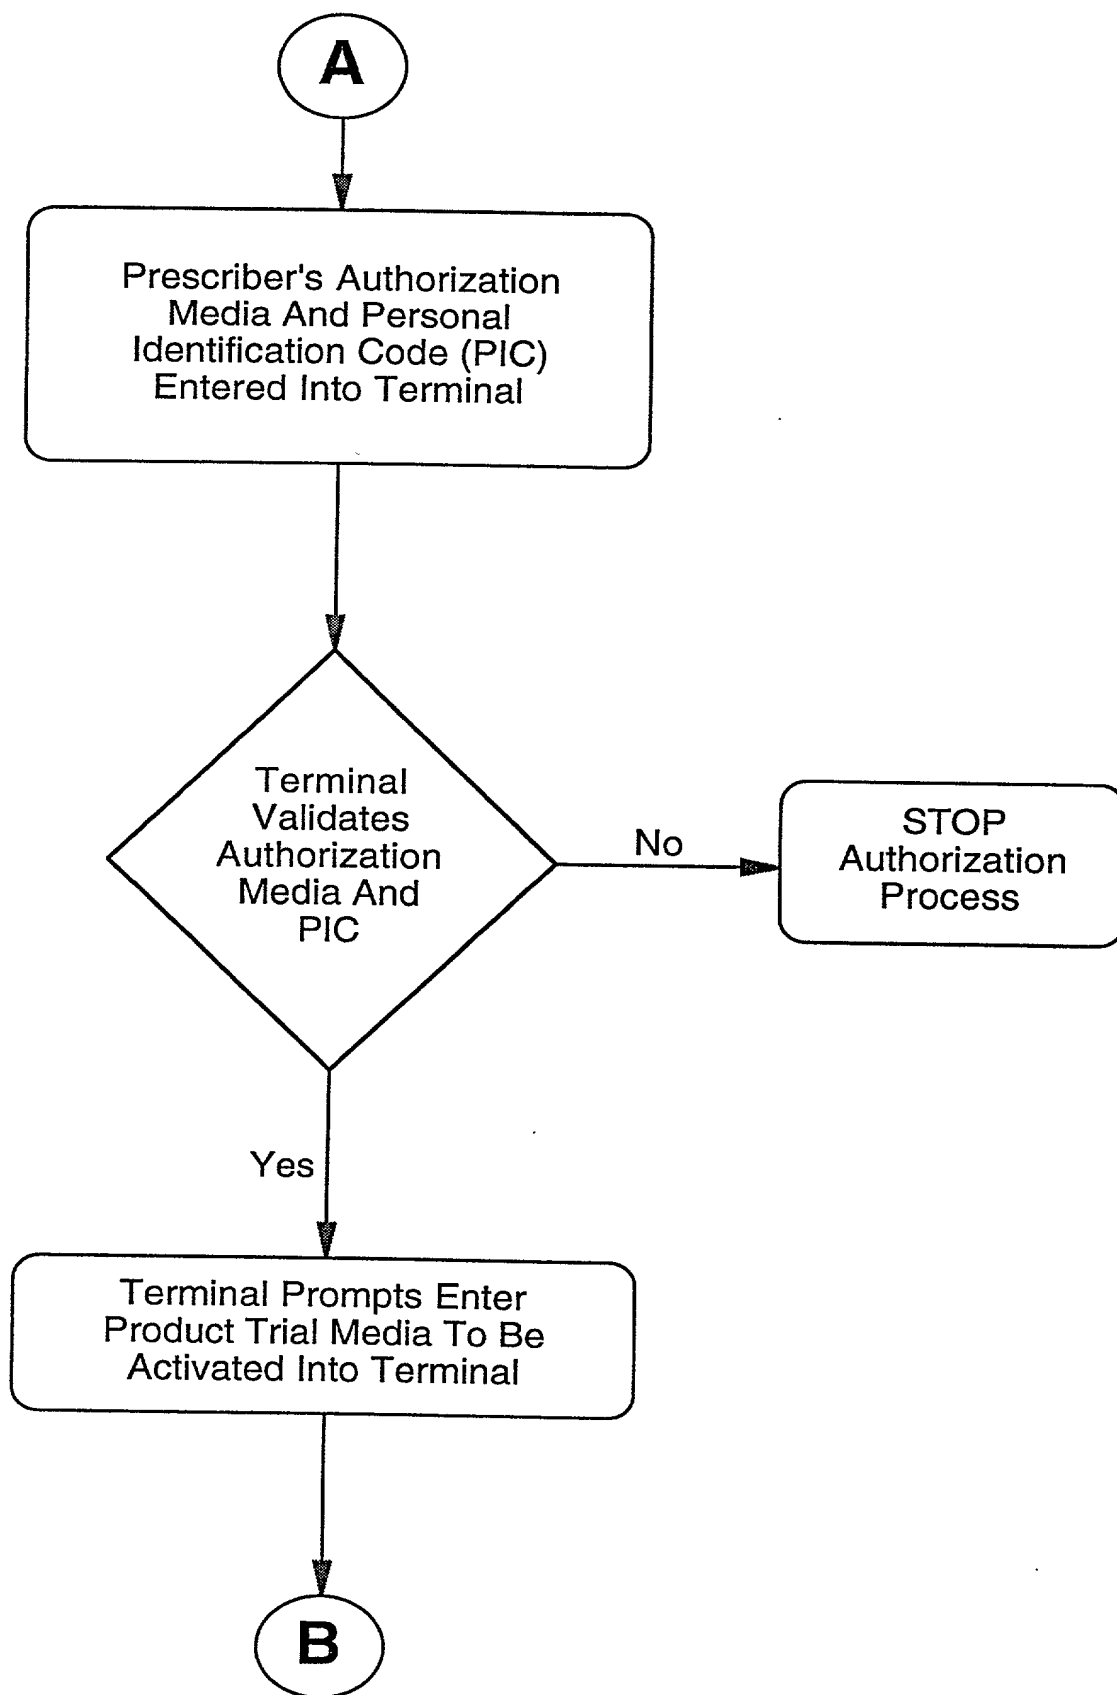 A
Prescriber's Authorization
Media And Personal
Identification Code (PIC)
Entered Into Terminal
Terminal
Validates
Authorization
Media And
PIC
No
STOP
Authorization
Process
Yes
Terminal Prompts Enter
Product Trial Media To Be
Activated Into Terminal
B